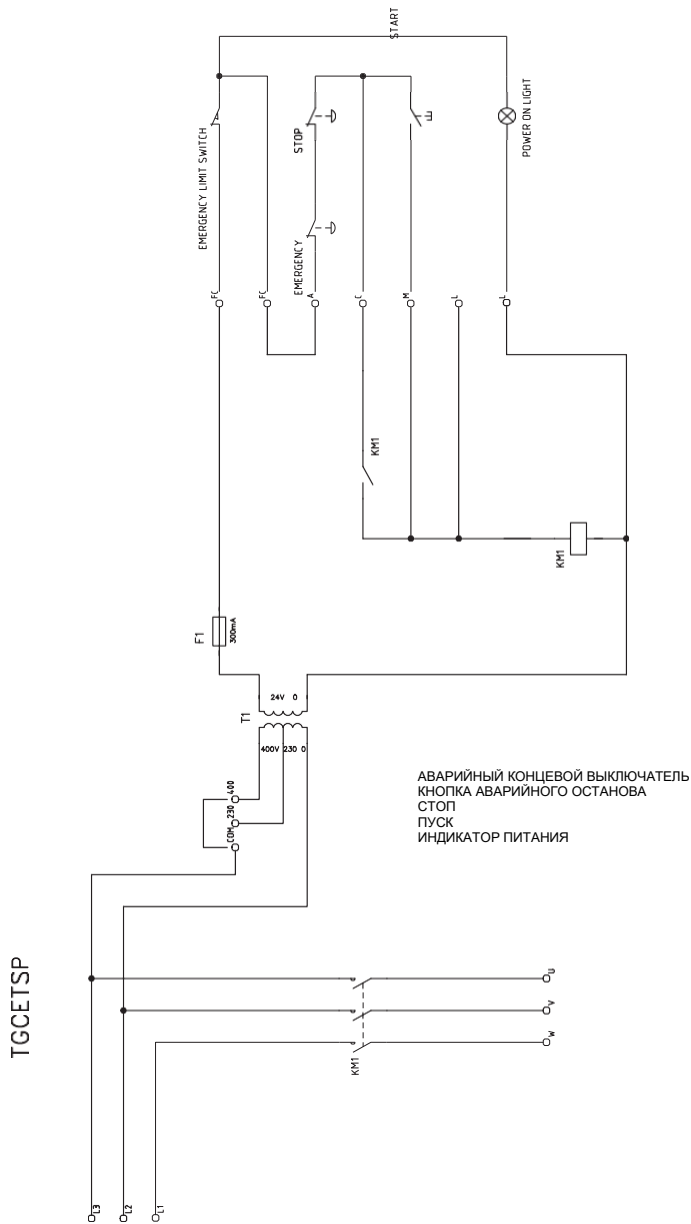 TGCETSP
L3
L2
L1
KM1
U
V
W
COM
230
400
400V 230 0
24V 0
T1
F1
300mA
KM1
KM1
FC
FC
A
C
M
L
L
EMERGENCY LIMIT SWITCH
EMERGENCY
STOP
START
POWER ON LIGHT
АВАРИЙНЫЙ КОНЦЕВОЙ ВЫКЛЮЧАТЕЛЬ
КНОПКА АВАРИЙНОГО ОСТАНОВА
СТОП
ПУСК
ИНДИКАТОР ПИТАНИЯ